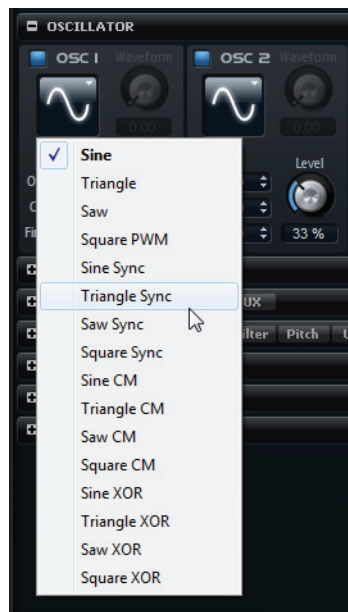 OSCILLATOR
OSC 1 Waveform OSC 2 Waveform
0.00 0.00
Sine
Triangle
Level
Saw
Square PWM
33 %
Sine Sync
Triangle Sync
UX
Saw Sync
Filter Pitch
Square Sync
Sine CM
Triangle CM
Saw CM
Square CM
Sine XOR
Triangle XOR
Saw XOR
Square XOR